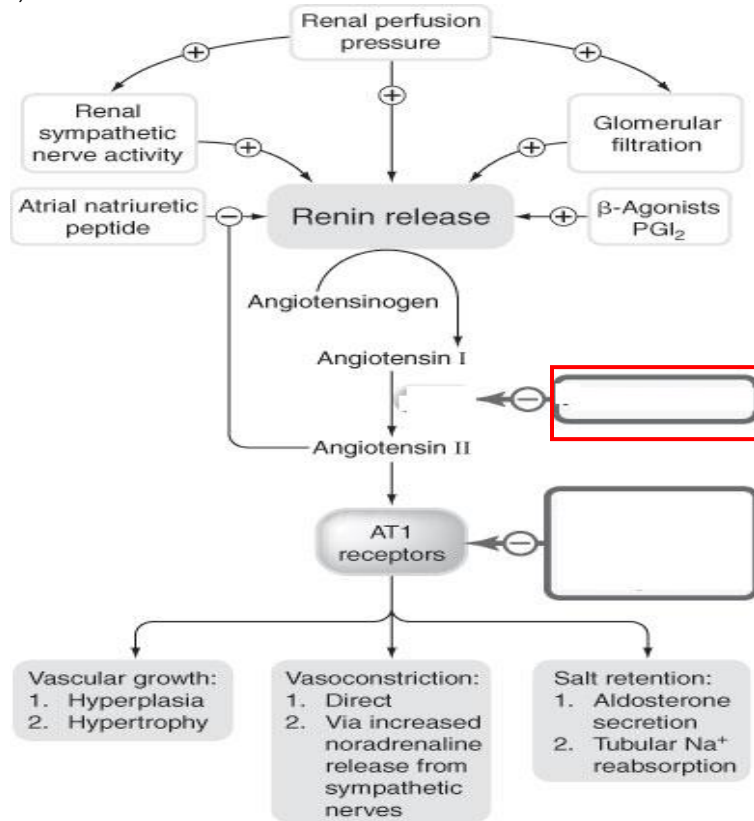 Renal perfusion
pressure
+
+
+
Renal
sympathetic
nerve activity
+
Glomerular
filtration
+
Atrial natriuretic
peptide
−
Renin release
+
β-Agonists
PGI₂
Angiotensinogen
Angiotensin I
−
Angiotensin II
AT1
receptors
−
Vascular growth:
1. Hyperplasia
2. Hypertrophy
Vasoconstriction:
1. Direct
2. Via increased
noradrenaline
release from
sympathetic
nerves
Salt retention:
1. Aldosterone
secretion
2. Tubular Na⁺
reabsorption